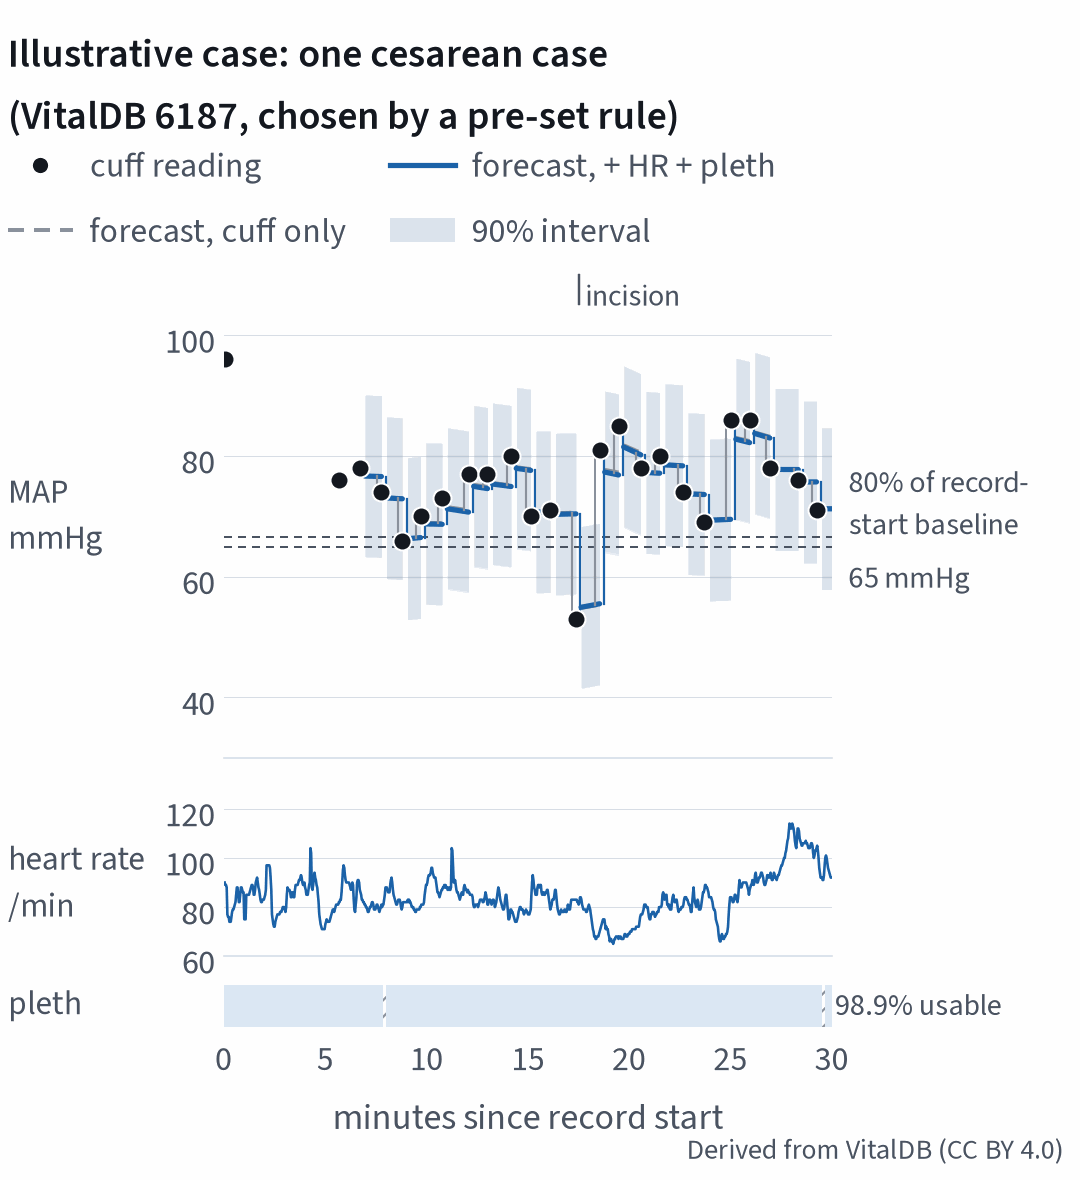 Illustrative case: one cesarean case
(VitalDB 6187, chosen by a pre-set rule)
cuff reading
forecast, + HR + pleth
forecast, cuff only
90% interval
incision
100
80
60
40
MAP
mmHg
80% of record-
start baseline
65 mmHg
120
100
80
60
heart rate
/min
pleth
98.9% usable
0 5 10 15 20 25 30
minutes since record start
Derived from VitalDB (CC BY 4.0)